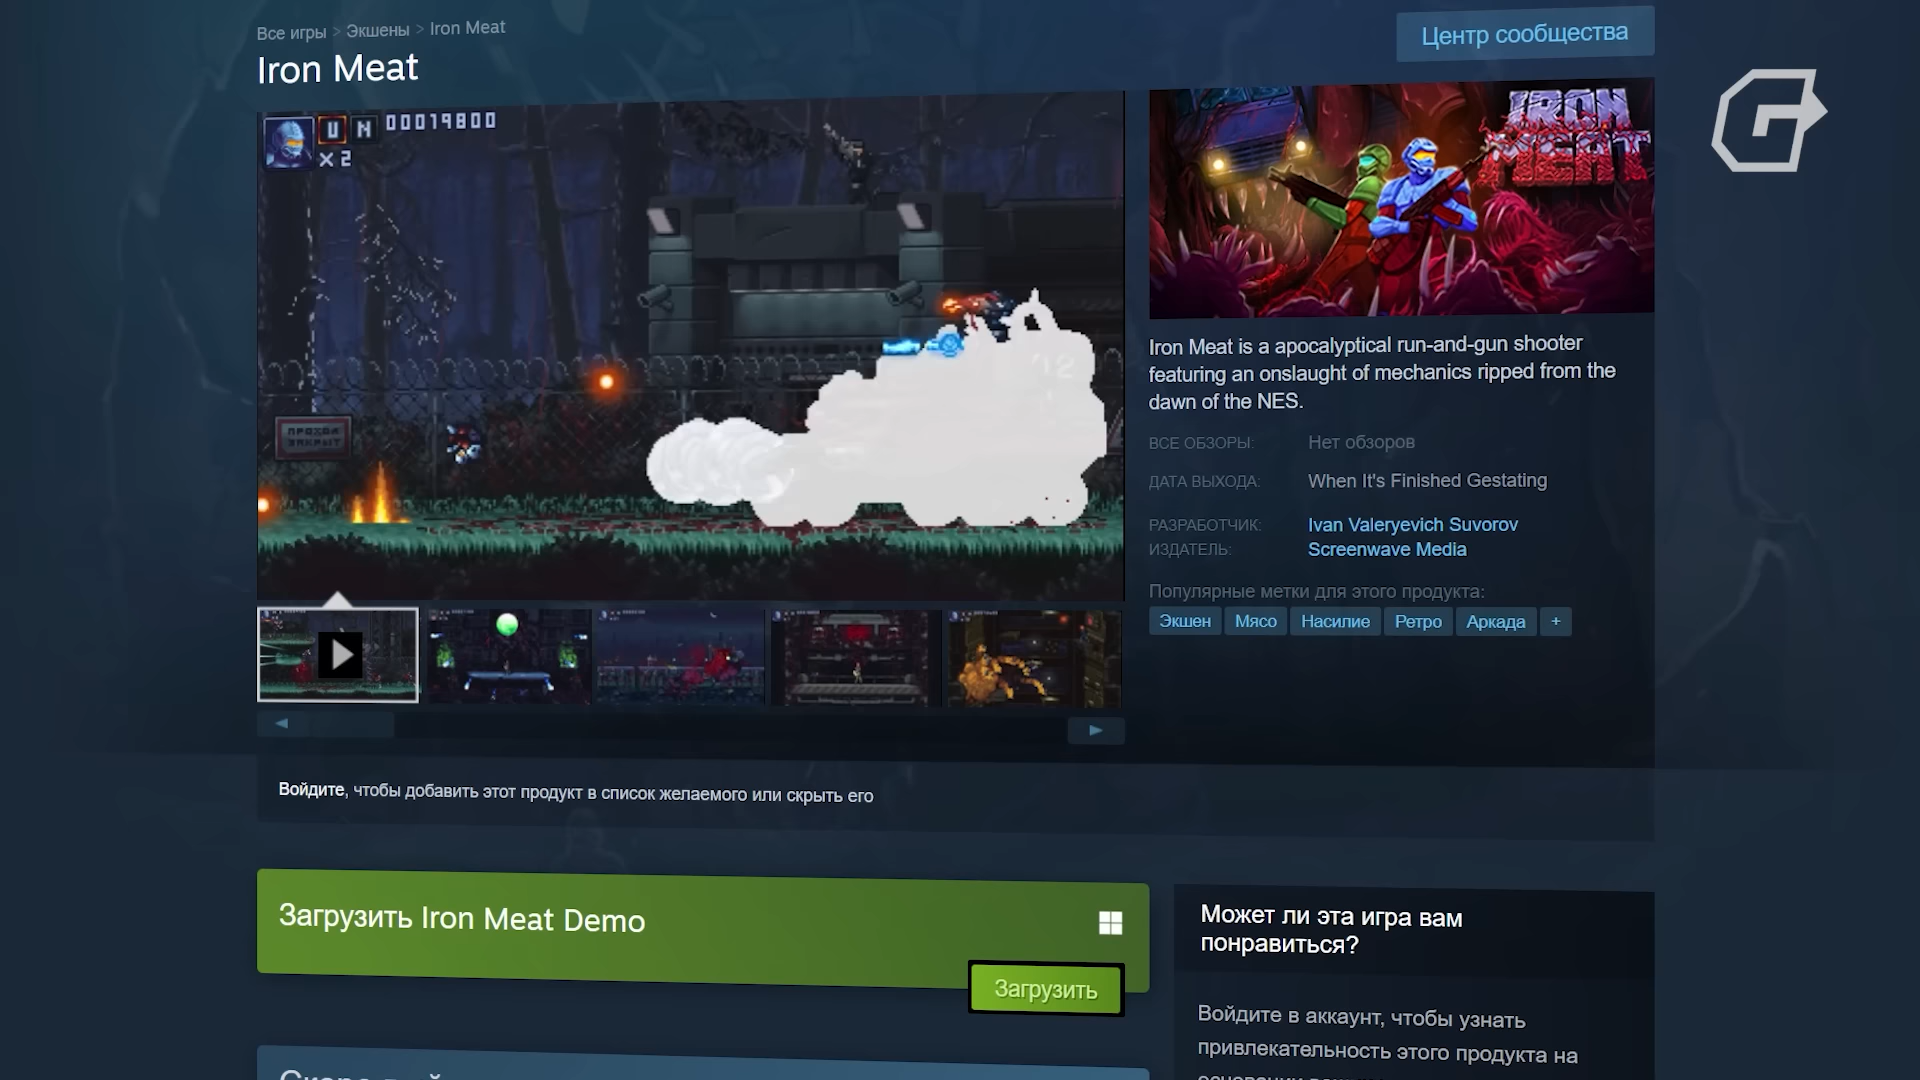 Все игры > Экшены > Iron Meat
Iron Meat
Центр сообщества
U N 00019800
x 2
ПРОХОД
ЗАКРЫТ
12
IRON
MEAT
Iron Meat is a apocalyptical run-and-gun shooter
featuring an onslaught of mechanics ripped from the
dawn of the NES.
ВСЕ ОБЗОРЫ: Нет обзоров
ДАТА ВЫХОДА: When It's Finished Gestating
РАЗРАБОТЧИК: Ivan Valeryevich Suvorov
ИЗДАТЕЛЬ: Screenwave Media
Популярные метки для этого продукта:
Экшен Мясо Насилие Ретро Аркада +
Войдите, чтобы добавить этот продукт в список желаемого или скрыть его
Загрузить Iron Meat Demo
Загрузить
Может ли эта игра вам
понравиться?
Войдите в аккаунт, чтобы узнать
привлекательность этого продукта на